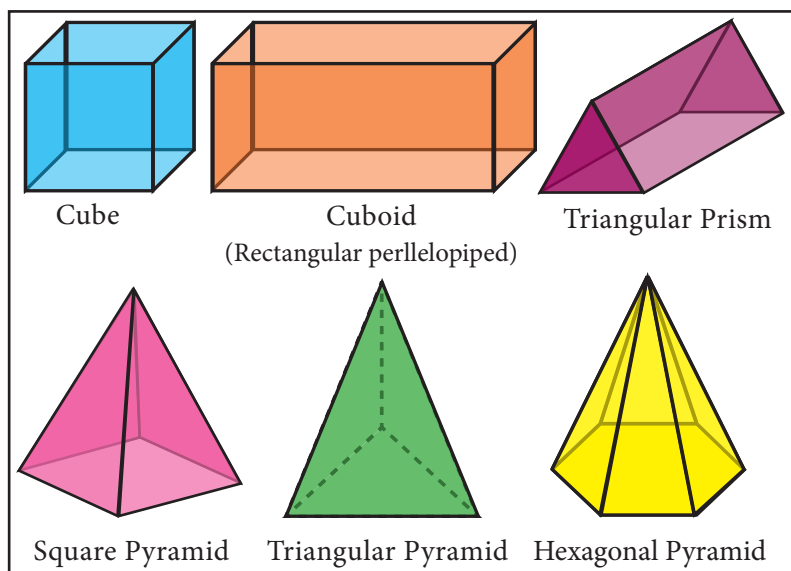 Cube
Cuboid
(Rectangular perllelopiped)
Triangular Prism
Square Pyramid
Triangular Pyramid
Hexagonal Pyramid